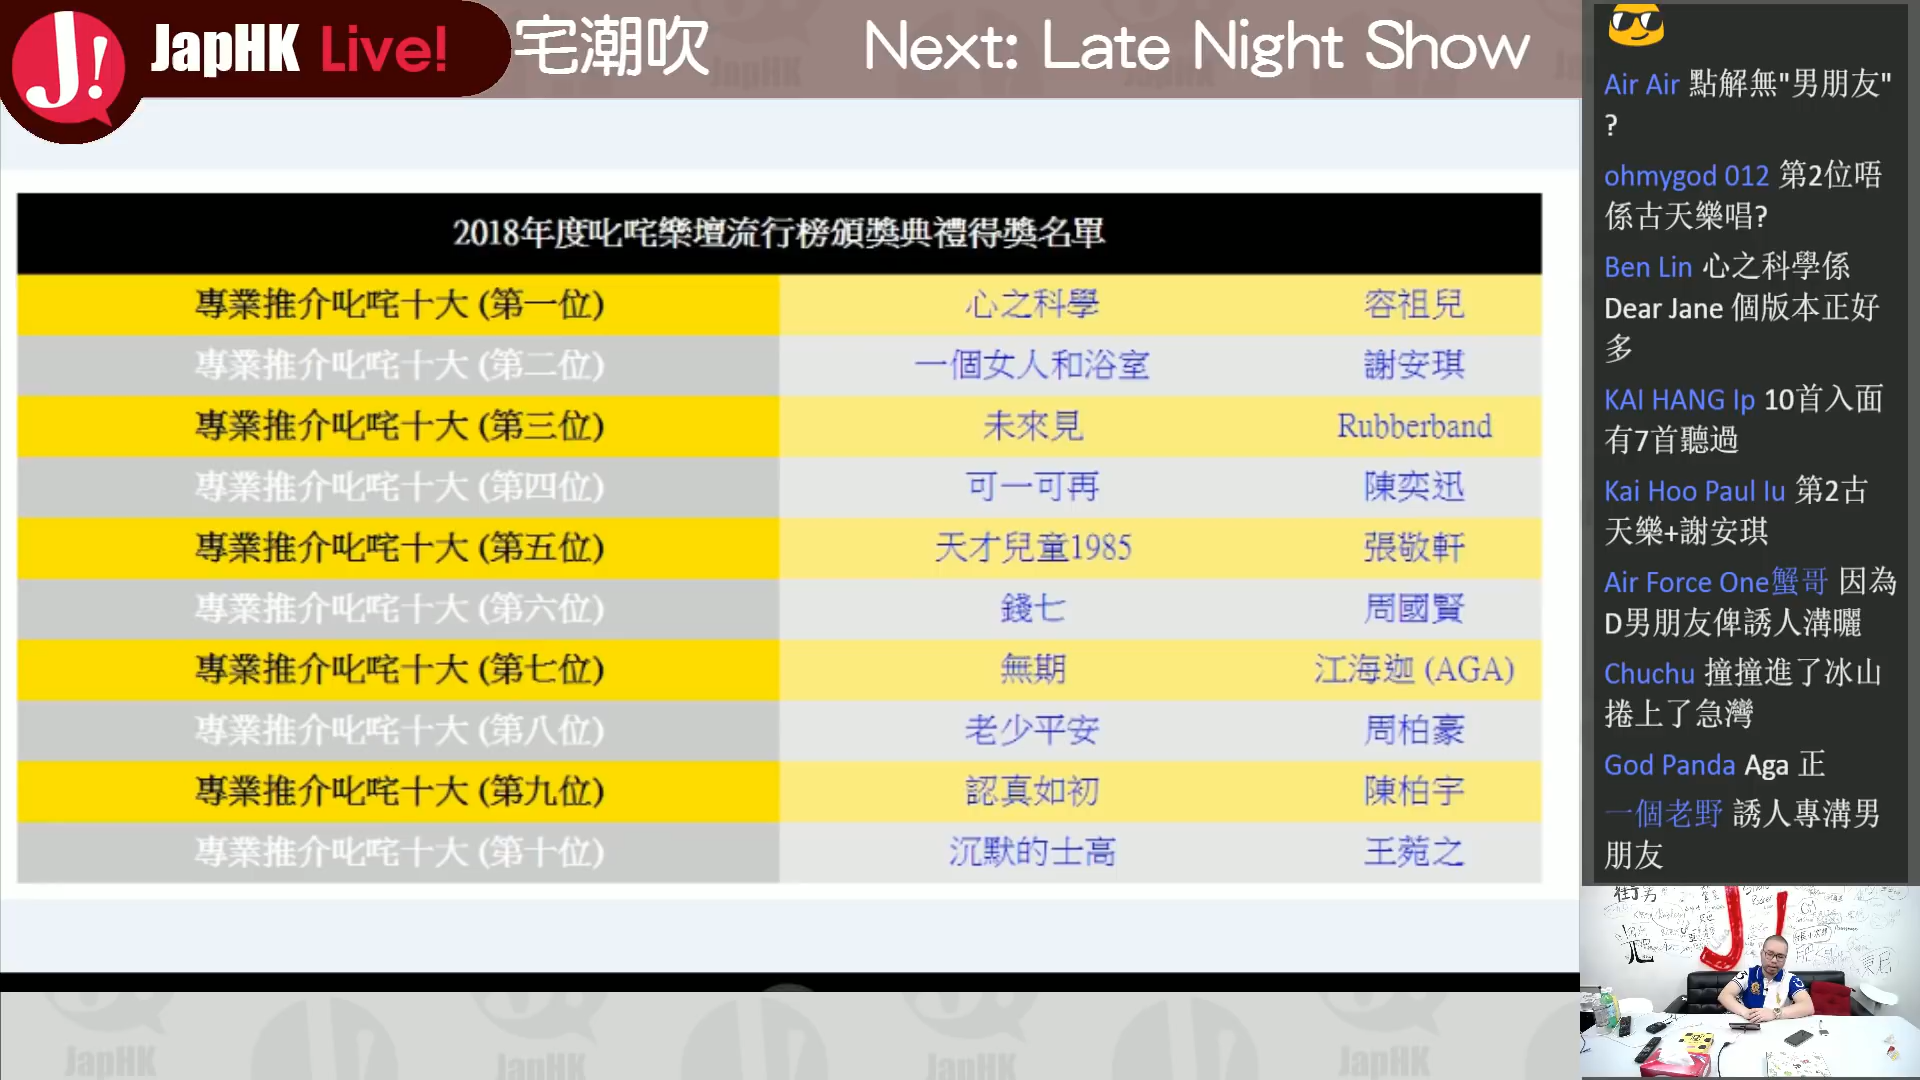 J! JapHK Live! 宅潮吹 Next: Late Night Show
2018年度叱咤樂壇流行榜頒獎典禮得獎名單
專業推介叱咤十大 (第一位) 心之科學 容祖兒
專業推介叱咤十大 (第二位) 一個女人和浴室 謝安琪
專業推介叱咤十大 (第三位) 未來見 Rubberband
專業推介叱咤十大 (第四位) 可一可再 陳奕迅
專業推介叱咤十大 (第五位) 天才兒童1985 張敬軒
專業推介叱咤十大 (第六位) 錢七 周國賢
專業推介叱咤十大 (第七位) 無期 江海迦 (AGA)
專業推介叱咤十大 (第八位) 老少平安 周柏豪
專業推介叱咤十大 (第九位) 認真如初 陳柏宇
專業推介叱咤十大 (第十位) 沉默的士高 王菀之
Air Air 點解無"男朋友"
?
ohmygod 012 第2位唔
係古天樂唱?
Ben Lin 心之科學係
Dear Jane 個版本正好
多
KAI HANG Ip 10首入面
有7首聽過
Kai Hoo Paul Iu 第2古
天樂+謝安琪
Air Force One蟹哥 因為
D男朋友俾誘人溝曬
Chuchu 撞撞進了冰山
捲上了急灣
God Panda Aga 正
一個老野 誘人專溝男
朋友
J!
JapHK JapHK JapHK JapHK